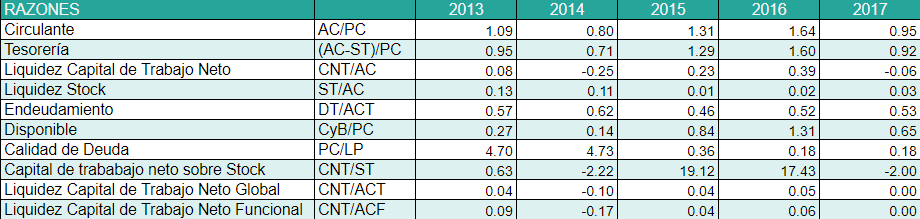 RAZONES 2013 2014 2015 2016 2017
Circulante AC/PC 1.09 0.80 1.31 1.64 0.95
Tesorería (AC-ST)/PC 0.95 0.71 1.29 1.60 0.92
Liquidez Capital de Trabajo Neto CNT/AC 0.08 -0.25 0.23 0.39 -0.06
Liquidez Stock ST/AC 0.13 0.11 0.01 0.02 0.03
Endeudamiento DT/ACT 0.57 0.62 0.46 0.52 0.53
Disponible CyB/PC 0.27 0.14 0.84 1.31 0.65
Calidad de Deuda PC/LP 4.70 4.73 0.36 0.18 0.18
Capital de trababajo neto sobre Stock CNT/ST 0.63 -2.22 19.12 17.43 -2.00
Liquidez Capital de Trabajo Neto Global CNT/ACT 0.04 -0.10 0.04 0.05 0.00
Liquidez Capital de Trabajo Neto Funcional CNT/ACF 0.09 -0.17 0.04 0.06 0.00